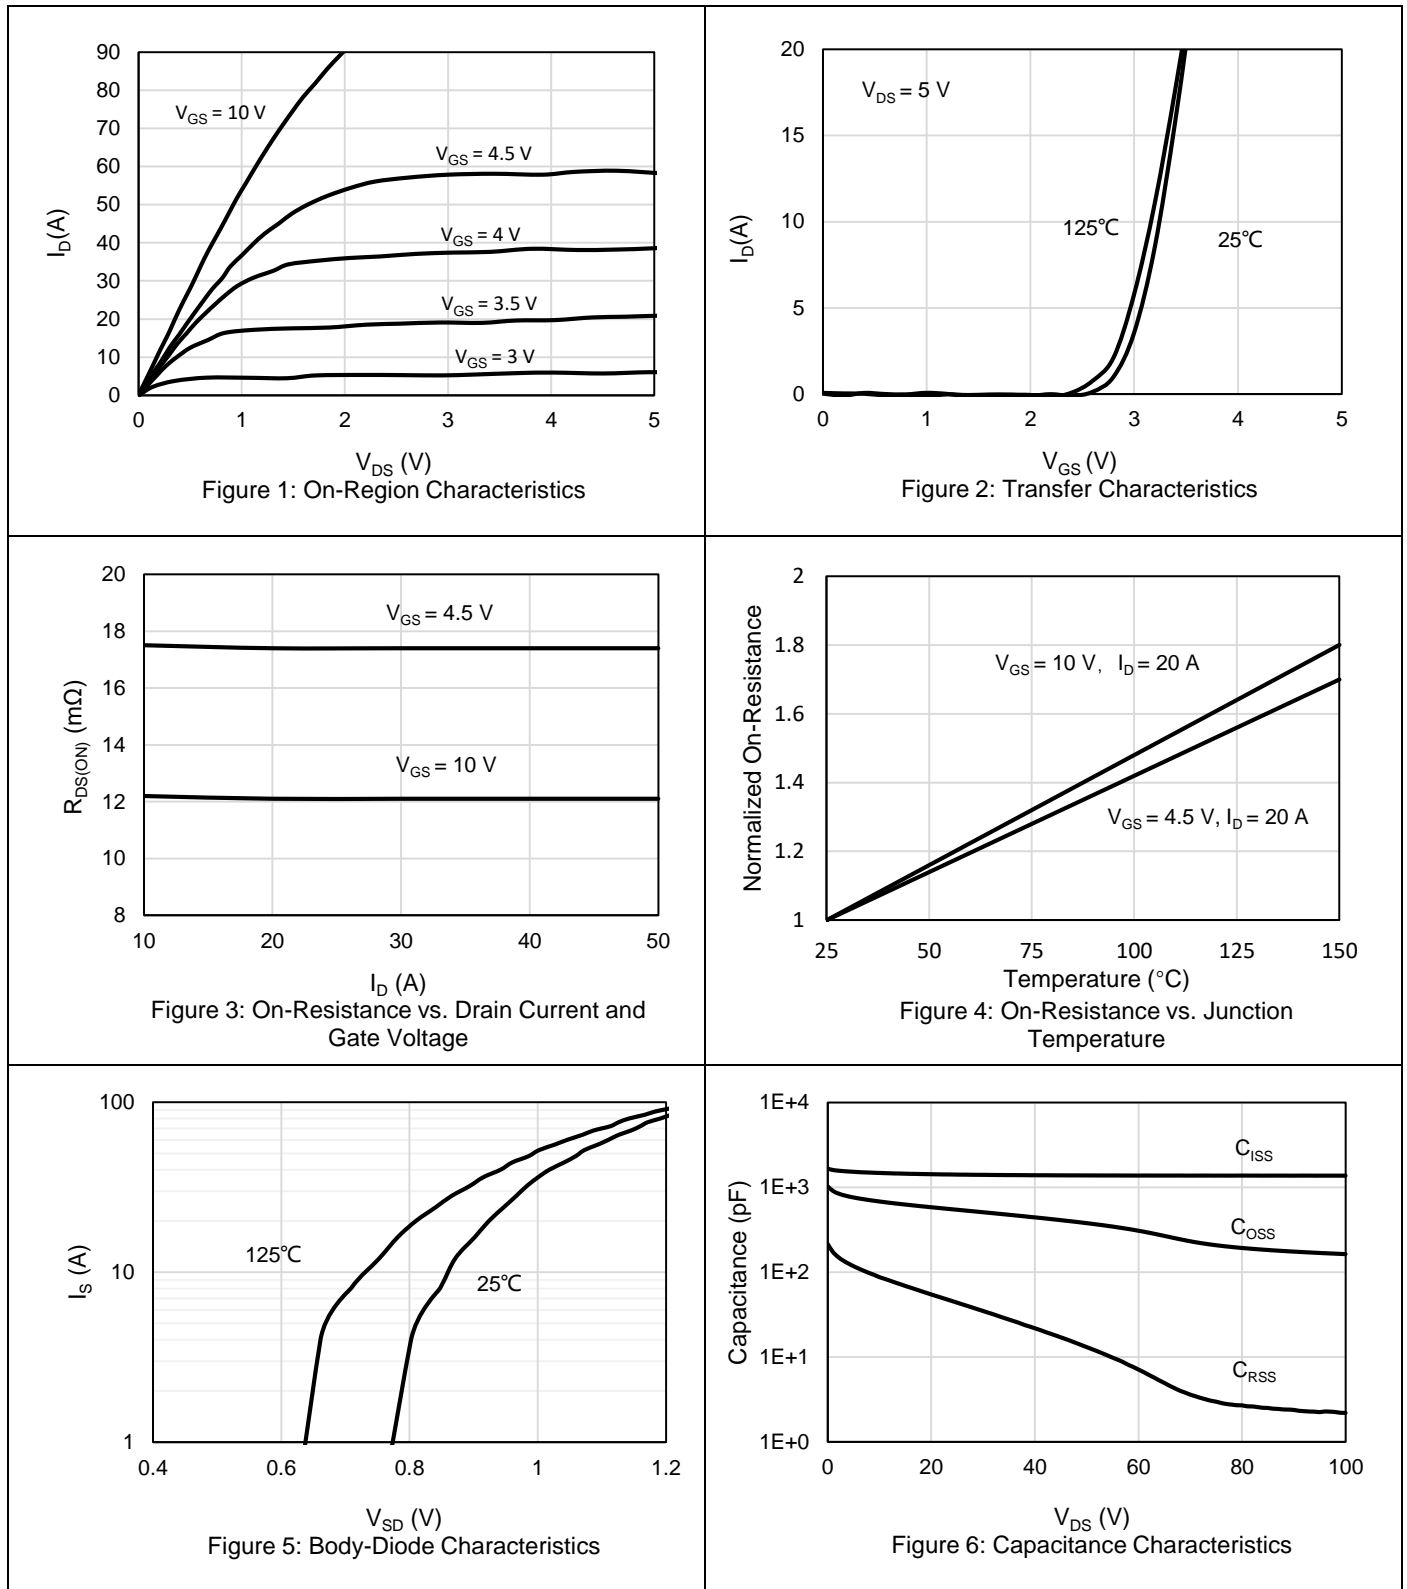 90
80
70
60
50
40
30
20
10
0
0 1 2 3 4 5
I_D(A)
V_GS = 10 V
V_GS = 4.5 V
V_GS = 4 V
V_GS = 3.5 V
V_GS = 3 V
V_DS (V)
Figure 1: On-Region Characteristics
20
15
10
5
0
0 1 2 3 4 5
I_D(A)
V_DS = 5 V
125℃
25℃
V_GS (V)
Figure 2: Transfer Characteristics
20
18
16
14
12
10
8
10 20 30 40 50
R_DS(ON) (mΩ)
V_GS = 4.5 V
V_GS = 10 V
I_D (A)
Figure 3: On-Resistance vs. Drain Current and
Gate Voltage
2
1.8
1.6
1.4
1.2
1
25 50 75 100 125 150
Normalized On-Resistance
V_GS = 10 V, I_D = 20 A
V_GS = 4.5 V, I_D = 20 A
Temperature (°C)
Figure 4: On-Resistance vs. Junction
Temperature
100
10
1
0.4 0.6 0.8 1 1.2
I_S (A)
125℃
25℃
V_SD (V)
Figure 5: Body-Diode Characteristics
1E+4
1E+3
1E+2
1E+1
1E+0
0 20 40 60 80 100
Capacitance (pF)
C_ISS
C_OSS
C_RSS
V_DS (V)
Figure 6: Capacitance Characteristics